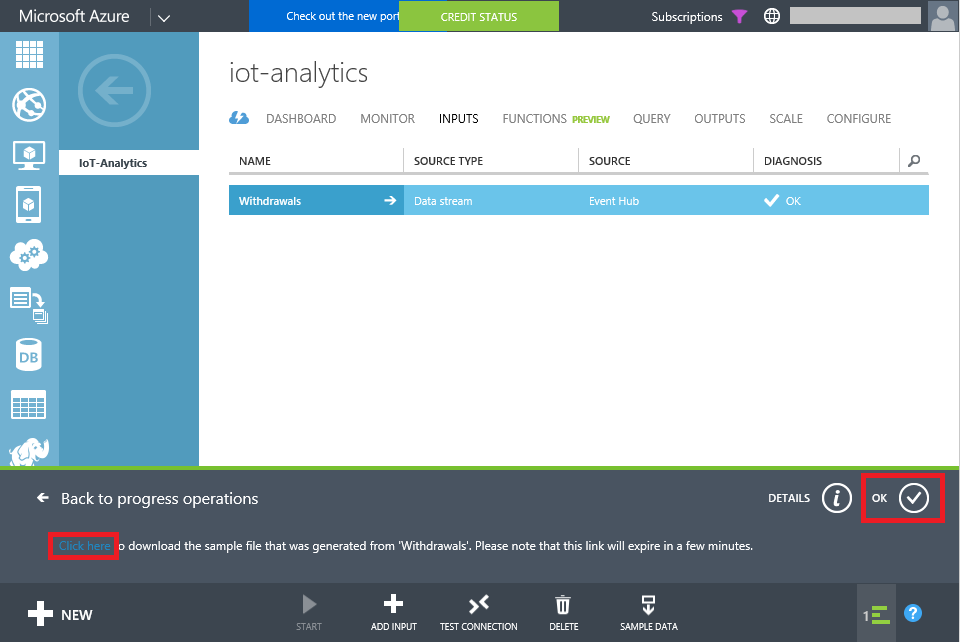 Microsoft Azure
Check out the new port
CREDIT STATUS
Subscriptions
IoT-Analytics
iot-analytics
DASHBOARD MONITOR INPUTS FUNCTIONS PREVIEW QUERY OUTPUTS SCALE CONFIGURE
NAME SOURCE TYPE SOURCE DIAGNOSIS
Withdrawals Data stream Event Hub OK
DB
Back to progress operations
DETAILS i OK
Click here o download the sample file that was generated from 'Withdrawals'. Please note that this link will expire in a few minutes.
NEW
START ADD INPUT TEST CONNECTION DELETE SAMPLE DATA
1 ?